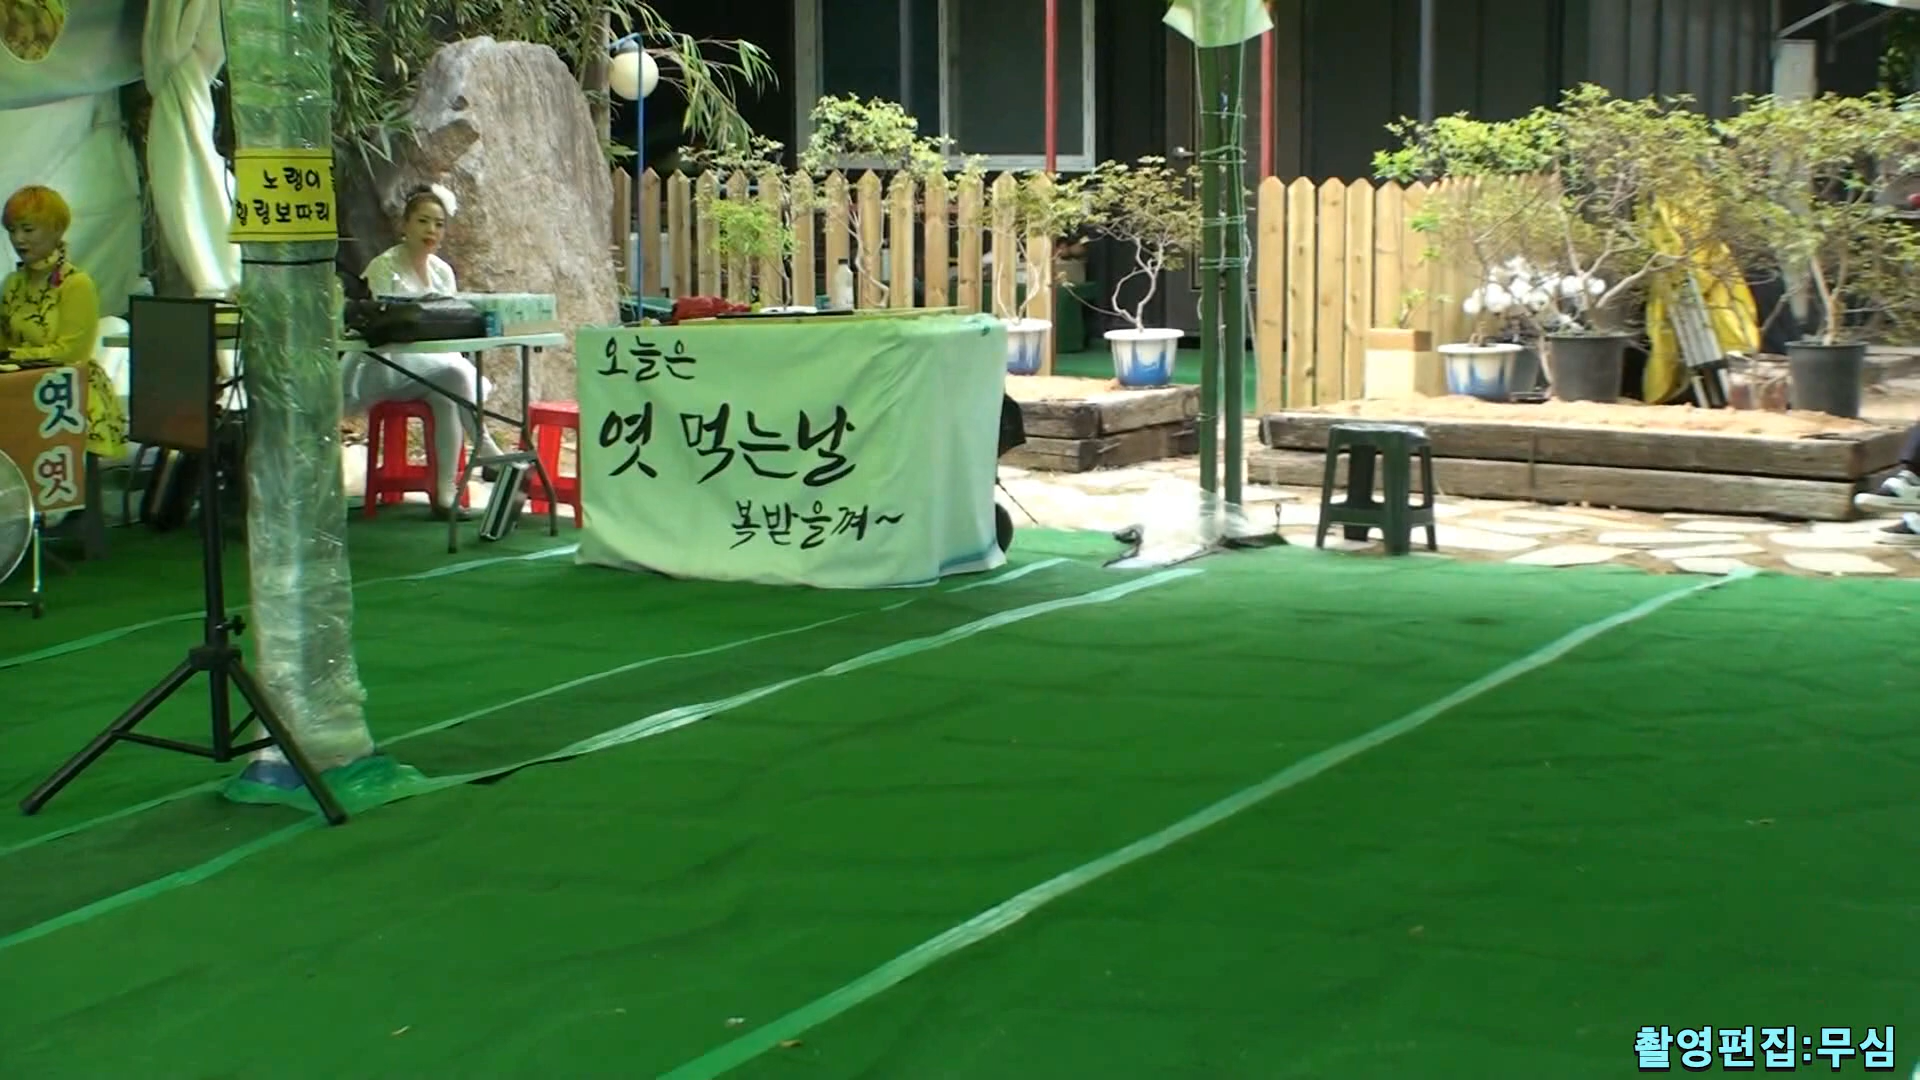 노랭이
힐링보따리
엿
엿
오늘은
엿 먹는날
복받을껴~
촬영편집:무심